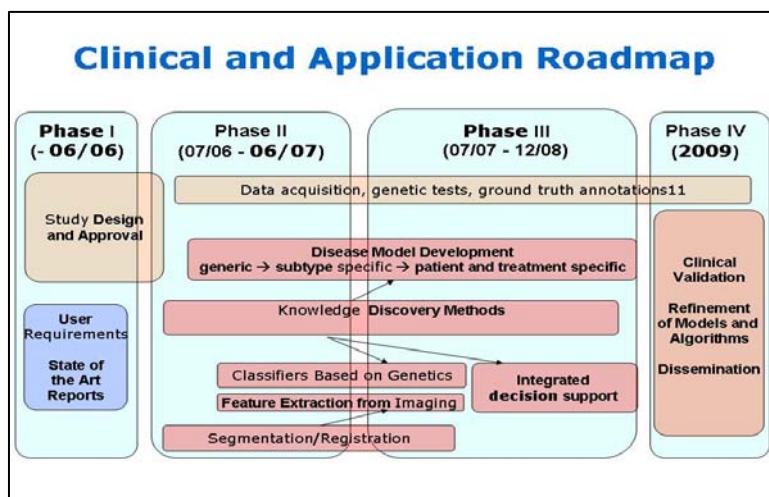 Clinical and Application Roadmap
Phase I
(- 06/06)
Phase II
(07/06 - 06/07)
Phase III
(07/07 - 12/08)
Phase IV
(2009)
Data acquisition, genetic tests, ground truth annotations11
Study Design
and Approval
Disease Model Development
generic → subtype specific → patient and treatment specific
Clinical
Validation
Refinement
of Models and
Algorithms
Dissemination
Knowledge Discovery Methods
User
Requirements
State of
the Art
Reports
Classifiers Based on Genetics
Feature Extraction from Imaging
Integrated
decision support
Segmentation/Registration